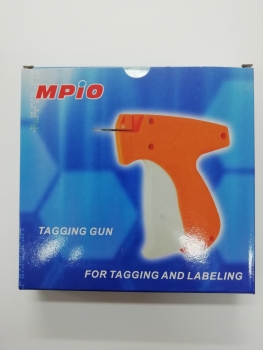 MPiO
TAGGING GUN
FOR TAGGING AND LABELING